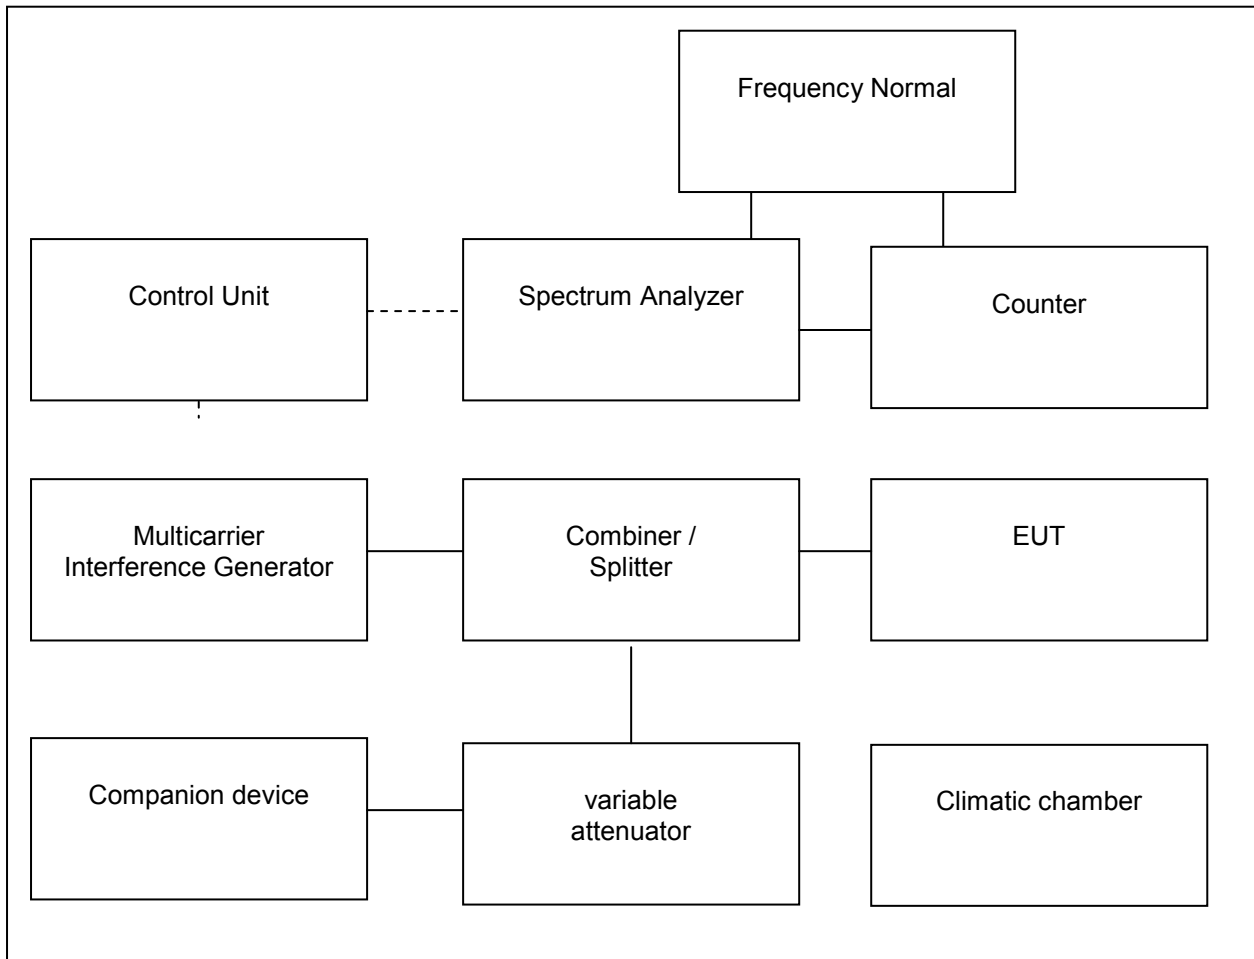 Frequency Normal
Control Unit
Spectrum Analyzer
Counter
Multicarrier
Interference Generator
Combiner /
Splitter
EUT
Companion device
variable
attenuator
Climatic chamber